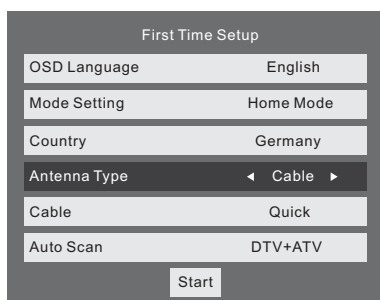 First Time Setup
OSD Language English
Mode Setting Home Mode
Country Germany
Antenna Type ◄ Cable ►
Cable Quick
Auto Scan DTV+ATV
Start